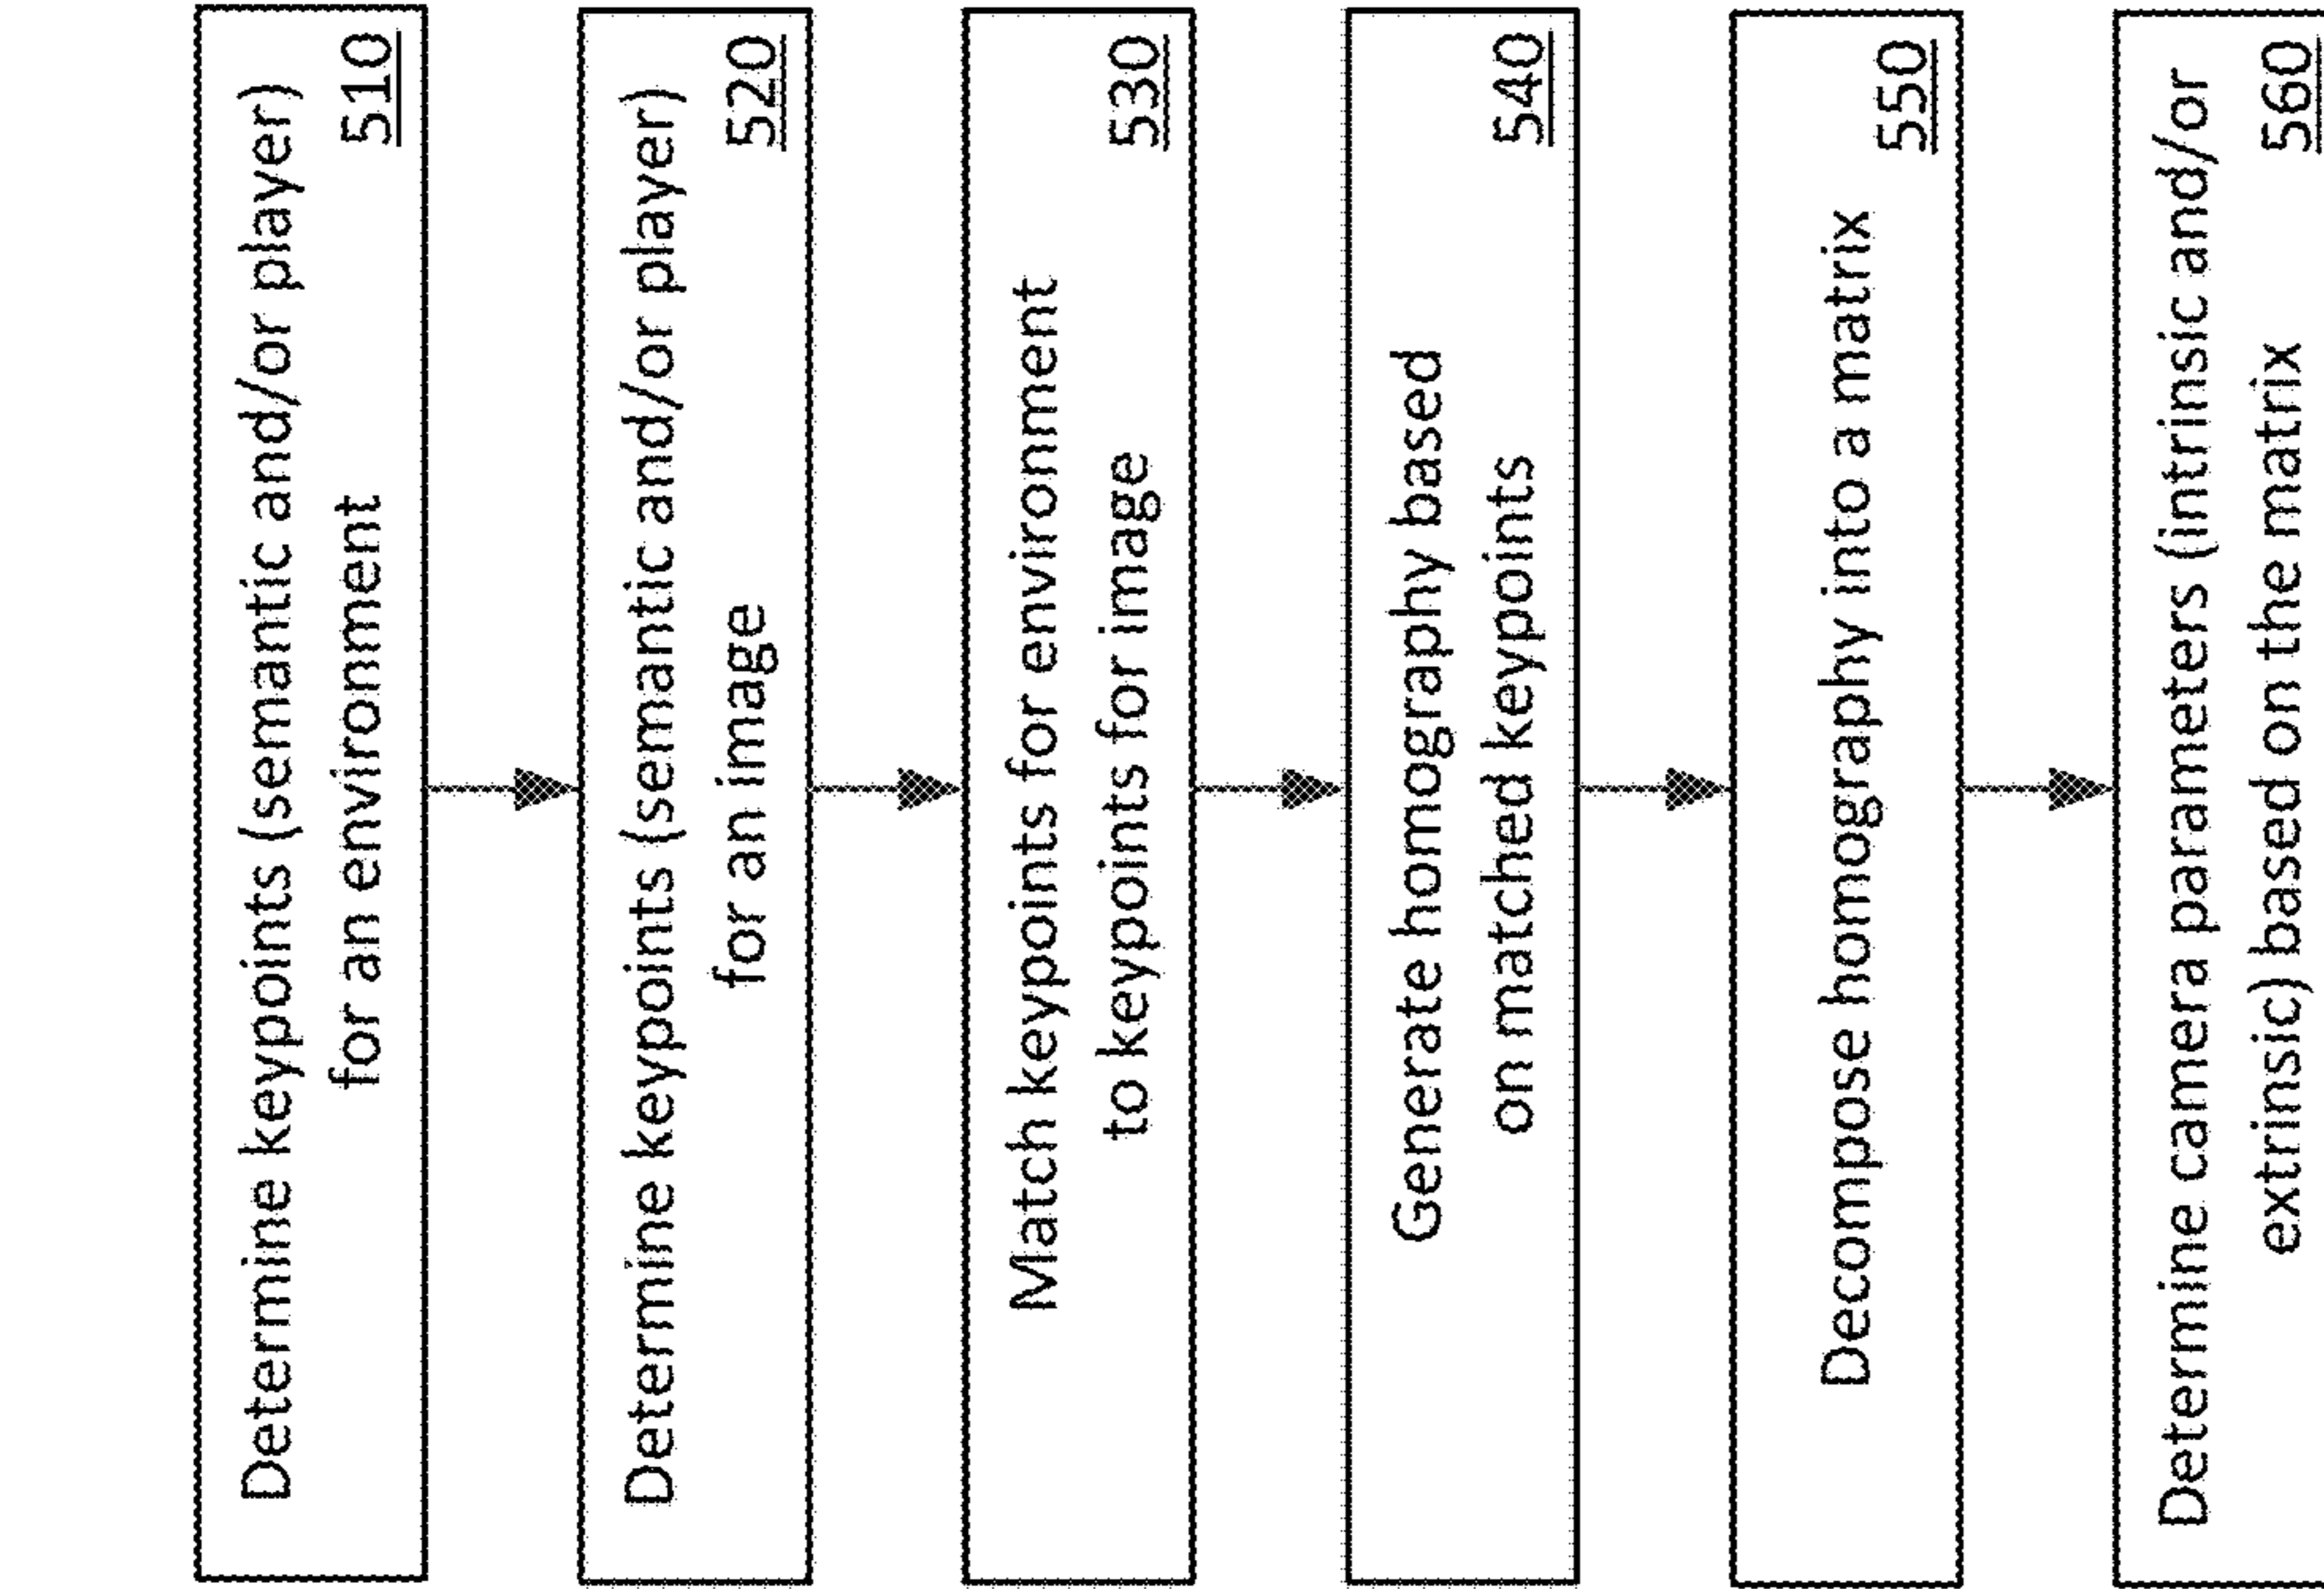 Determine keypoints (semantic and/or player)
for an environment
510
Determine keypoints (semantic and/or player)
for an image
520
Match keypoints for environment
to keypoints for image
530
Generate homography based
on matched keypoints
540
Decompose homography into a matrix
550
Determine camera parameters (intrinsic and/or
extrinsic) based on the matrix
560